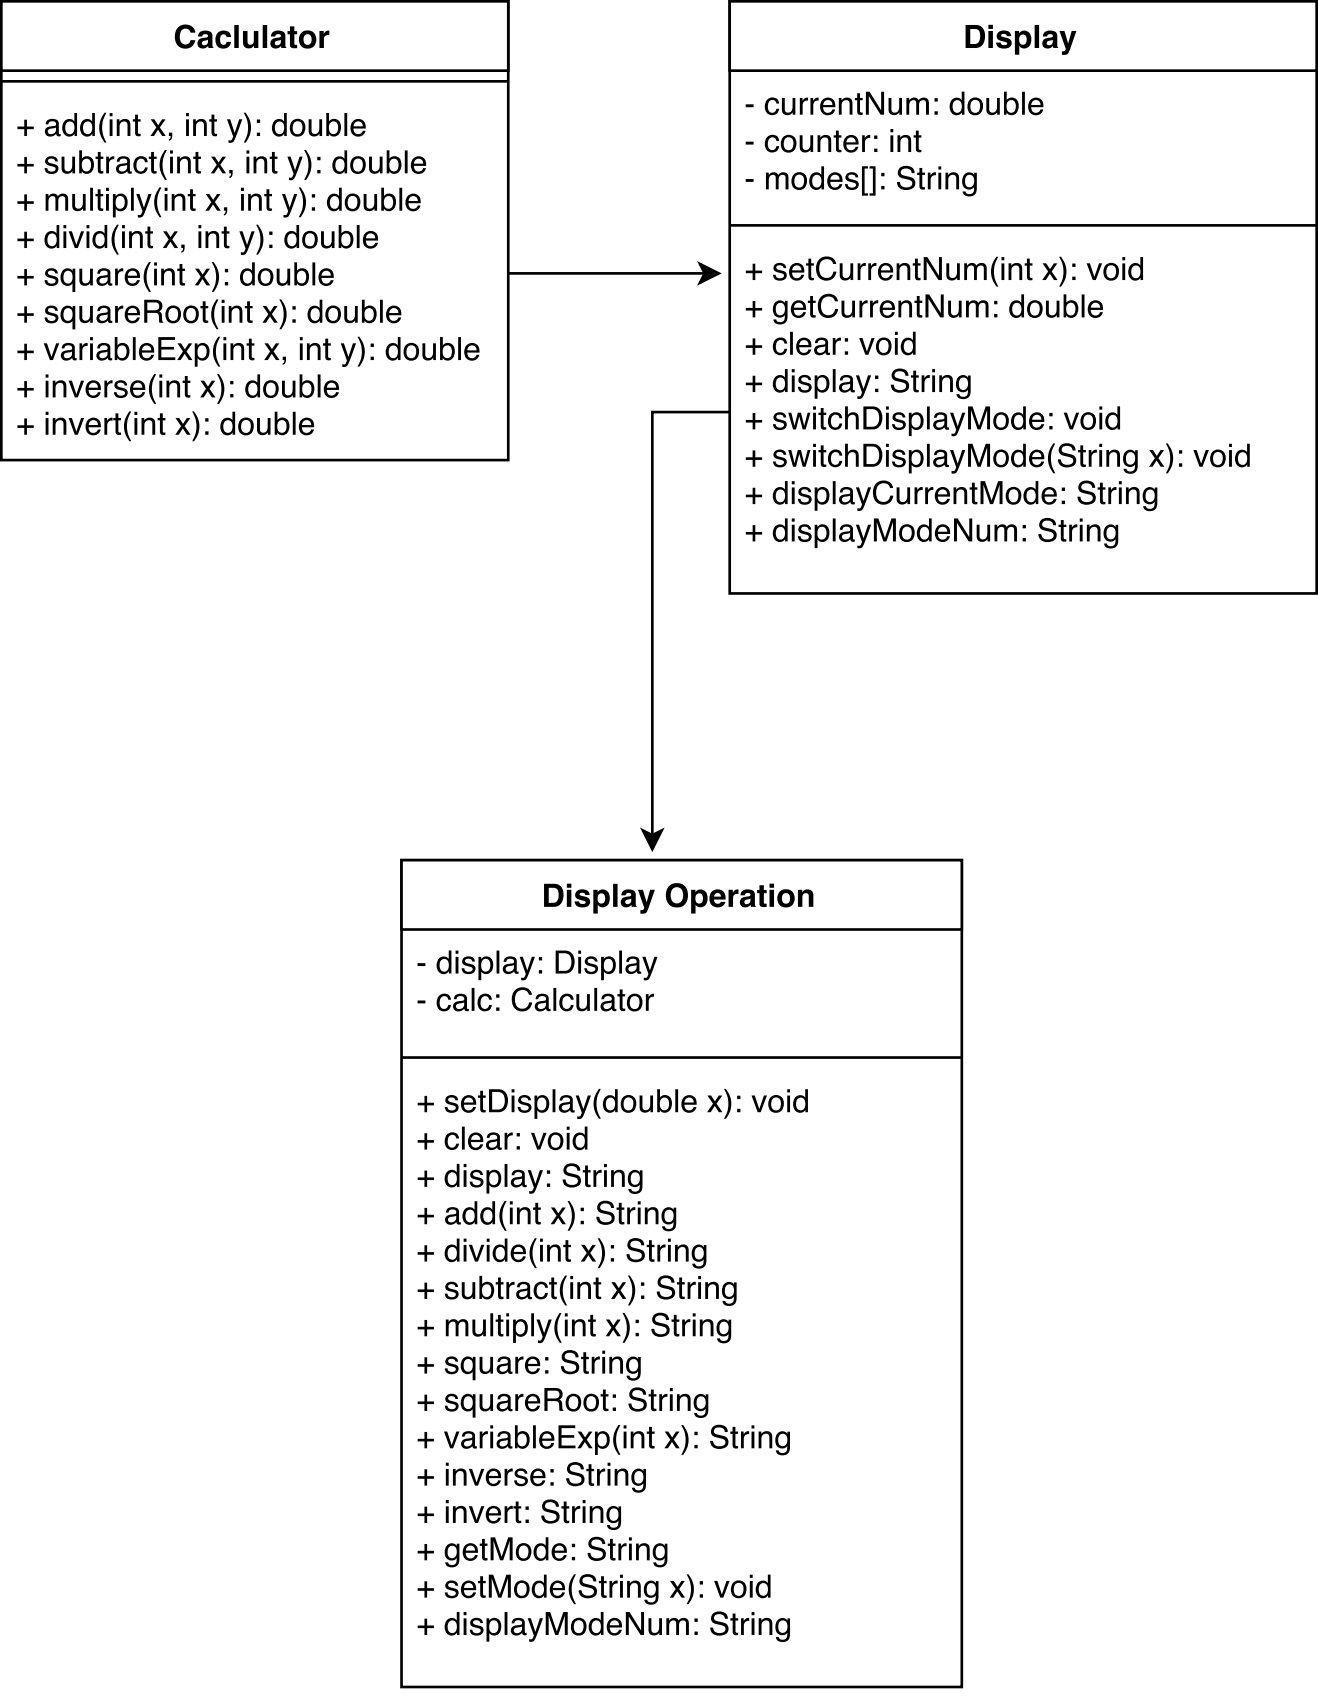 Caclulator
+ add(int x, int y): double
+ subtract(int x, int y): double
+ multiply(int x, int y): double
+ divid(int x, int y): double
+ square(int x): double
+ squareRoot(int x): double
+ variableExp(int x, int y): double
+ inverse(int x): double
+ invert(int x): double
Display
- currentNum: double
- counter: int
- modes[]: String
+ setCurrentNum(int x): void
+ getCurrentNum: double
+ clear: void
+ display: String
+ switchDisplayMode: void
+ switchDisplayMode(String x): void
+ displayCurrentMode: String
+ displayModeNum: String
Display Operation
- display: Display
- calc: Calculator
+ setDisplay(double x): void
+ clear: void
+ display: String
+ add(int x): String
+ divide(int x): String
+ subtract(int x): String
+ multiply(int x): String
+ square: String
+ squareRoot: String
+ variableExp(int x): String
+ inverse: String
+ invert: String
+ getMode: String
+ setMode(String x): void
+ displayModeNum: String